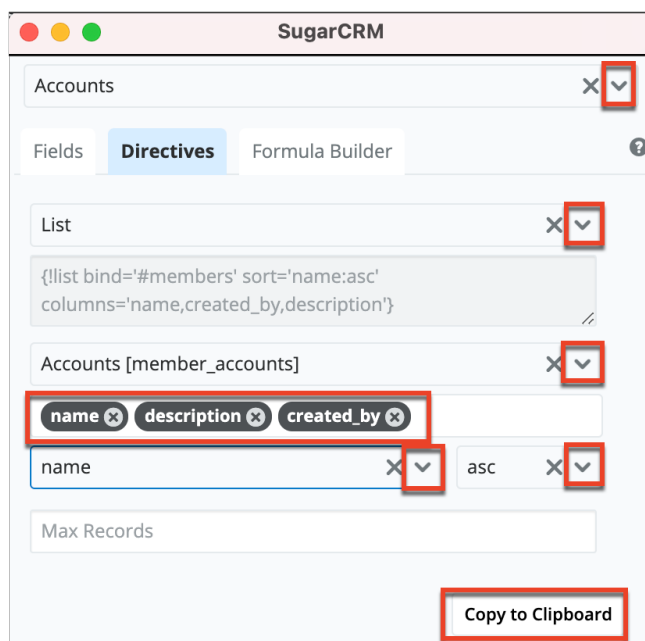 SugarCRM
Accounts
Fields Directives Formula Builder
List
{!list bind='#members' sort='name:asc'
columns='name,created_by,description'}
Accounts [member_accounts]
name description created_by
name asc
Max Records
Copy to Clipboard